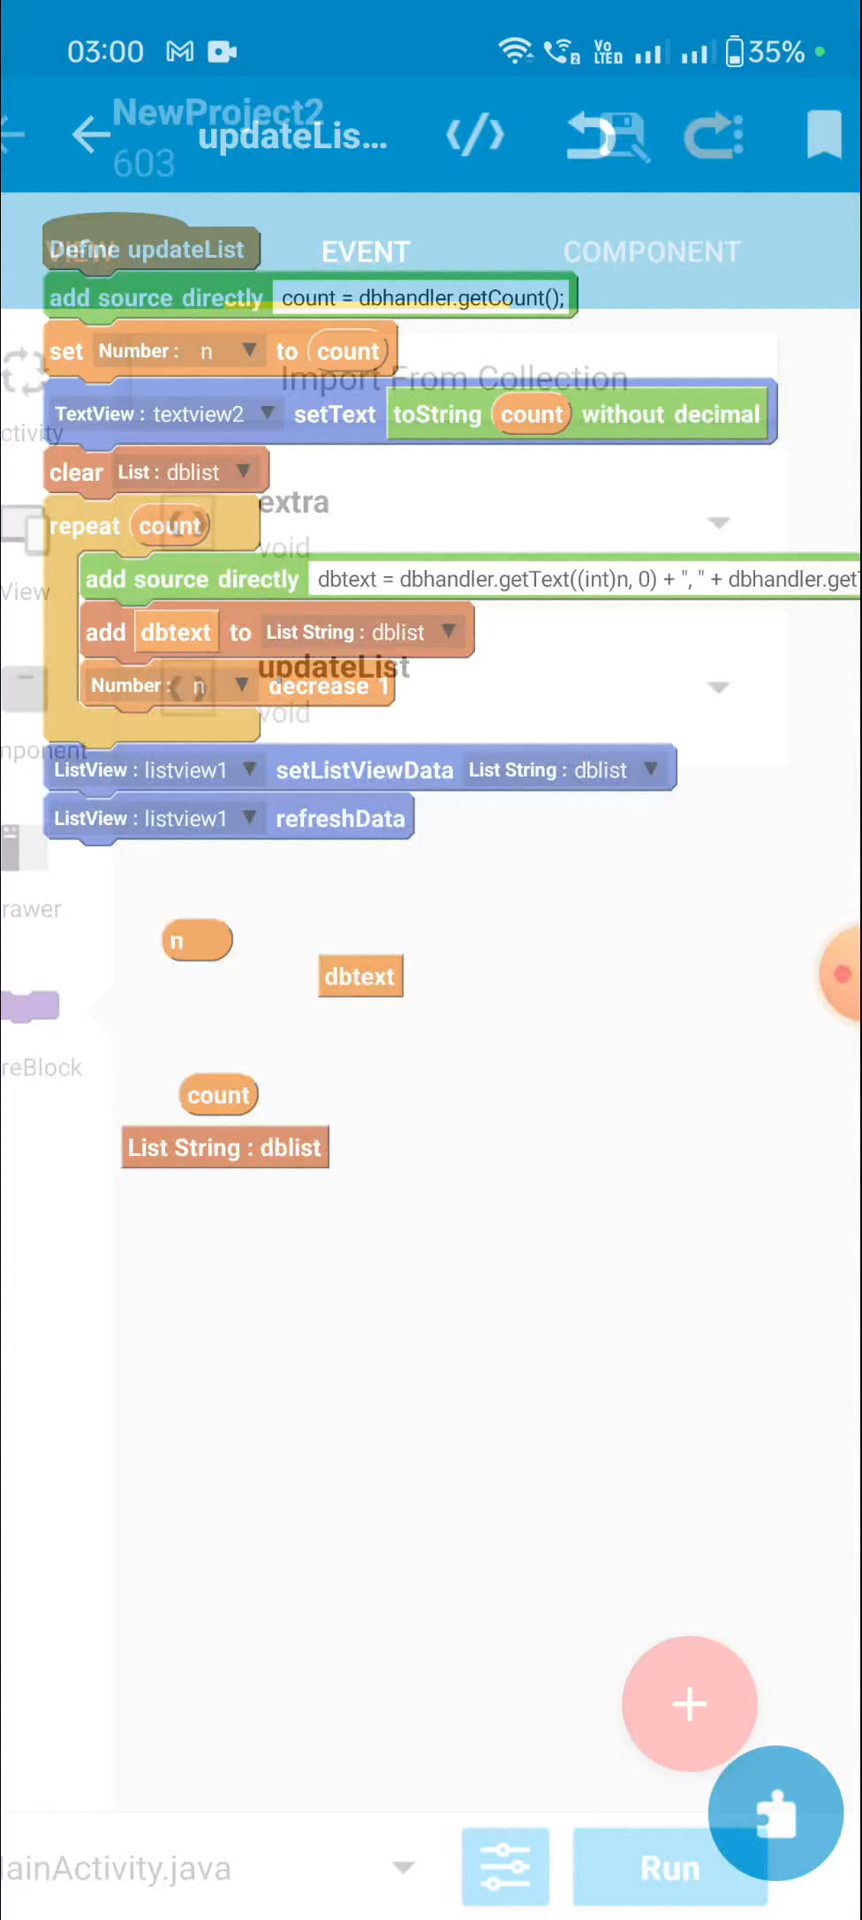 03:00 Vo LTED 35%
NewProject2
updateLis...
603
VIEW EVENT COMPONENT
Define updateList
add source directly count = dbhandler.getCount();
set Number : n to count
Import From Collection
TextView : textview2 setText toString count without decimal
ctivity
clear List : dblist
extra
repeat count
void
add source directly dbtext = dbhandler.getText((int)n, 0) + ", " + dbhandler.get
View
add dbtext to List String : dblist
updateList
Number : n decrease 1
void
mponent
ListView : listview1 setListViewData List String : dblist
ListView : listview1 refreshData
rawer
n
dbtext
reBlock
count
List String : dblist
+
ainActivity.java Run